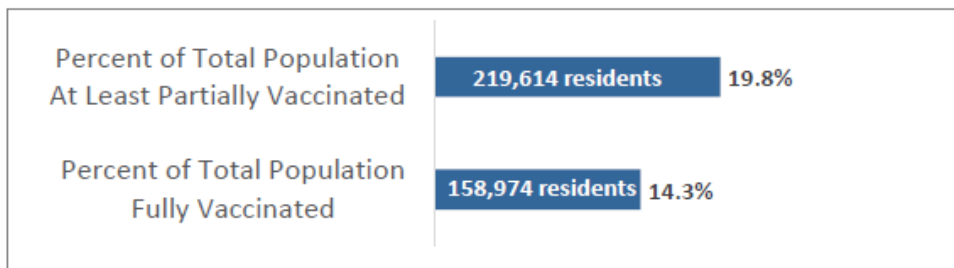 Percent of Total Population
At Least Partially Vaccinated
219,614 residents 19.8%
Percent of Total Population
Fully Vaccinated
158,974 residents 14.3%